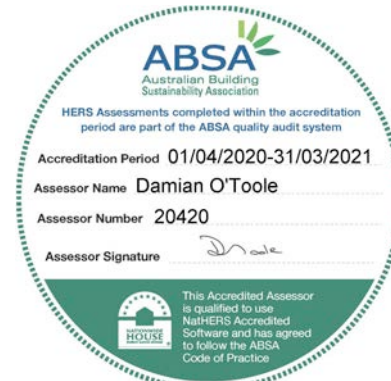 ABSA
Australian Building
Sustainability Association
HERS Assessments completed within the accreditation
period are part of the ABSA quality audit system
Accreditation Period 01/04/2020-31/03/2021
Assessor Name Damian O'Toole
Assessor Number 20420
Assessor Signature
This Accredited Assessor
is qualified to use
NatHERS Accredited
Software and has agreed
to follow the ABSA
Code of Practice
NATIONWIDE
HOUSE